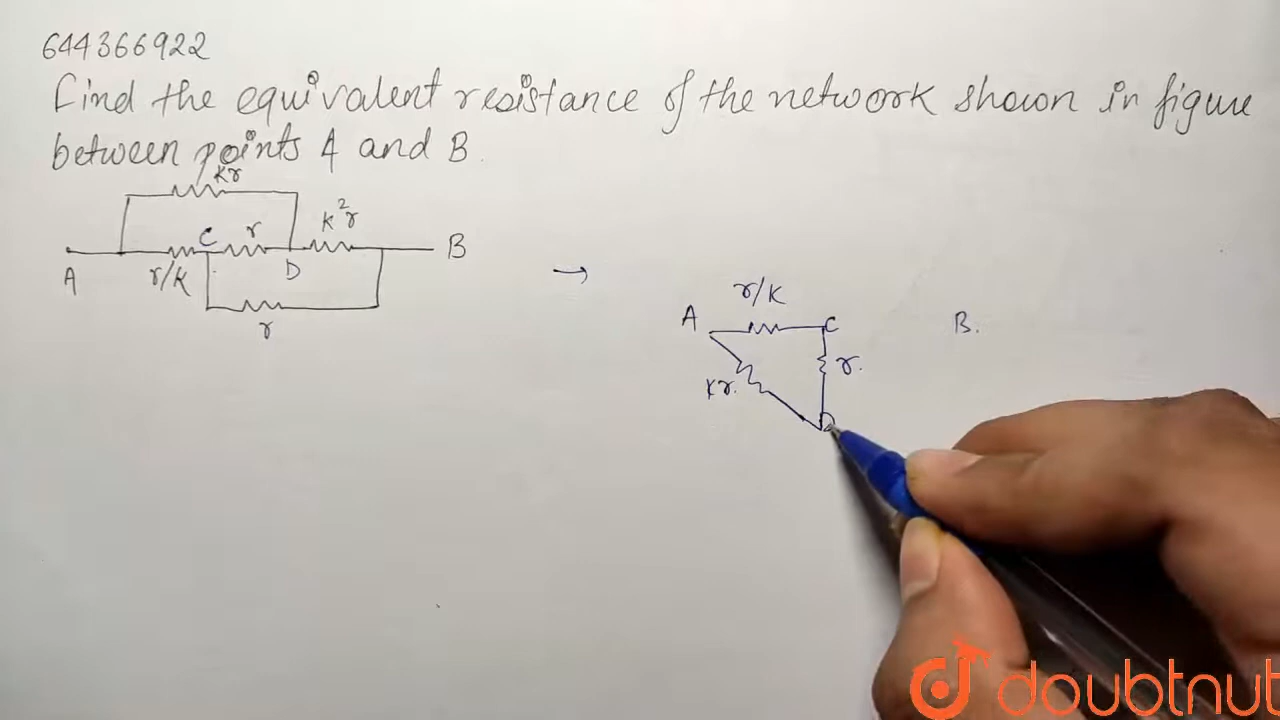 644366922
Find the equivalent resistance of the network shown in figure
between points A and B.
Kr
C r K²r
A r/K D B
r
→
r/K
A C B.
Kr. r.
D
doubtnut